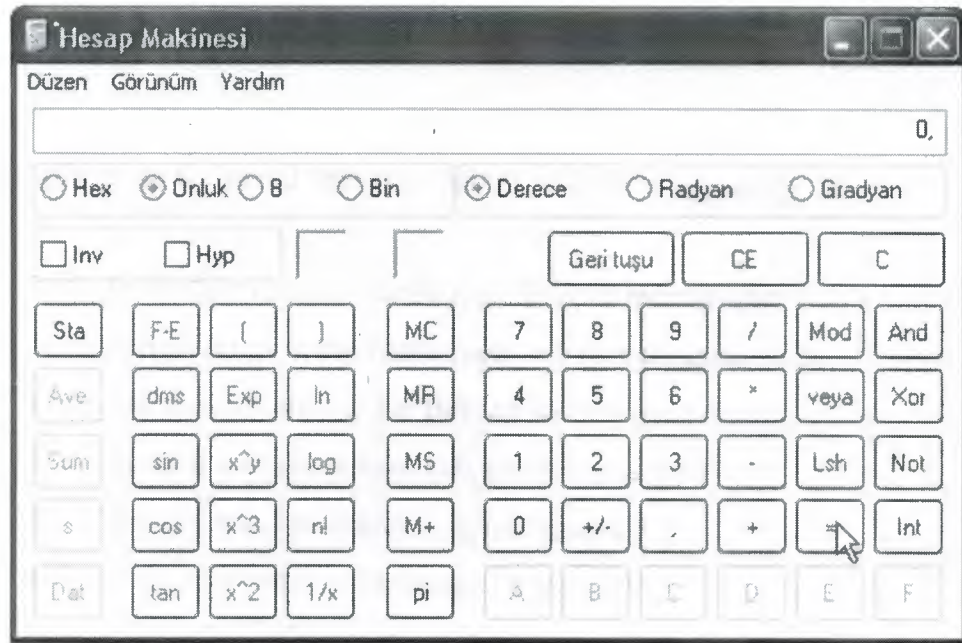 Hesap Makinesi
Düzen Görünüm Yardım
0,
Hex Onluk B Bin Derece Radyan Gradyan
Inv Hyp Geri tuşu CE C
Sta F-E ( ) MC 7 8 9 / Mod And
Ave dms Exp ln MR 4 5 6 * veya Xor
Sum sin x^y log MS 1 2 3 - Lsh Not
s cos x^3 n! M+ 0 +/- , + = Int
Dat tan x^2 1/x pi A B C D E F